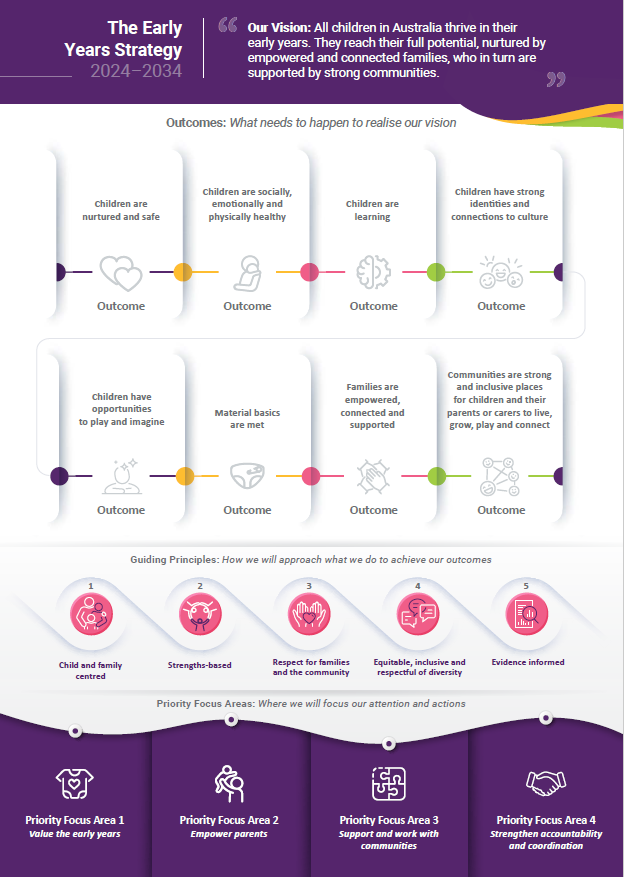 The Early
Years Strategy
2024–2034
“ Our Vision: All children in Australia thrive in their
early years. They reach their full potential, nurtured by
empowered and connected families, who in turn are
supported by strong communities. ”
Outcomes: What needs to happen to realise our vision
Children are
nurtured and safe
Outcome
Children are socially,
emotionally and
physically healthy
Outcome
Children are
learning
Outcome
Children have strong
identities and
connections to culture
Outcome
Children have
opportunities
to play and imagine
Outcome
Material basics
are met
Outcome
Families are
empowered,
connected and
supported
Outcome
Communities are strong
and inclusive places
for children and their
parents or carers to live,
grow, play and connect
Outcome
Guiding Principles: How we will approach what we do to achieve our outcomes
1
Child and family
centred
2
Strengths-based
3
Respect for families
and the community
4
Equitable, inclusive and
respectful of diversity
5
Evidence informed
Priority Focus Areas: Where we will focus our attention and actions
Priority Focus Area 1
Value the early years
Priority Focus Area 2
Empower parents
Priority Focus Area 3
Support and work with
communities
Priority Focus Area 4
Strengthen accountability
and coordination